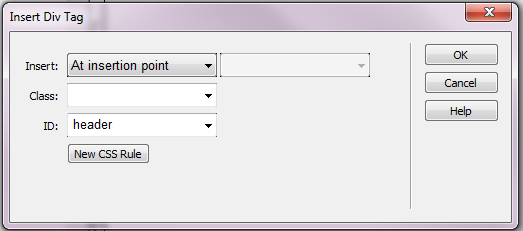 Insert Div Tag
Insert: At insertion point
OK
Class:
Cancel
ID: header
Help
New CSS Rule